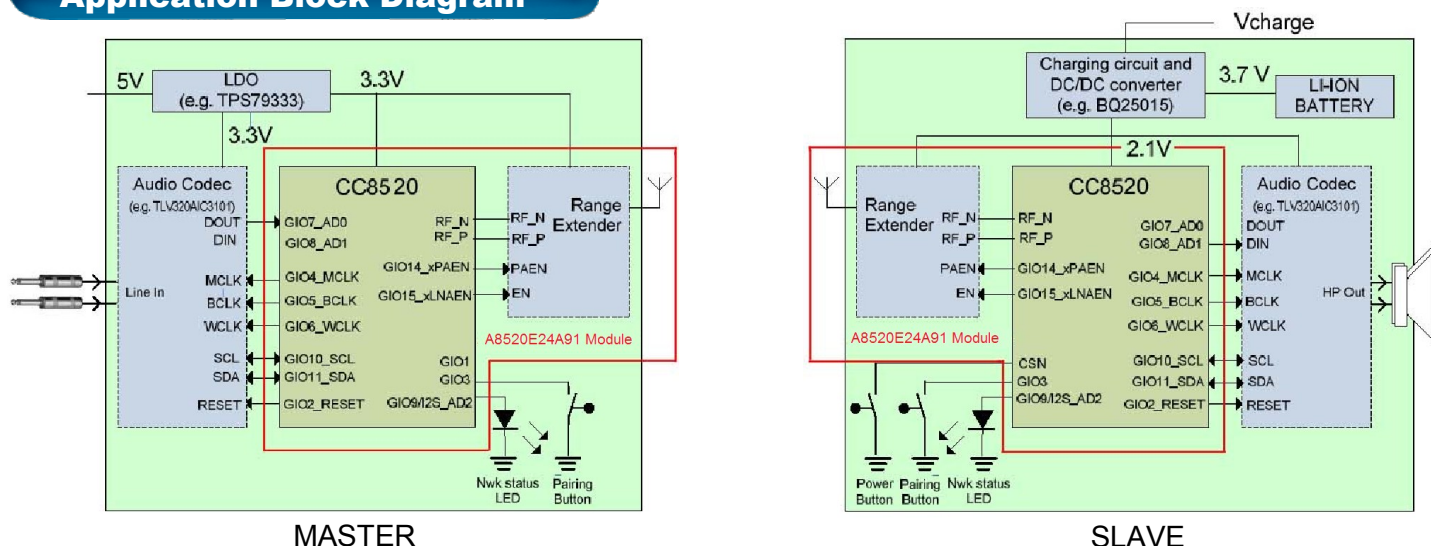 Application Block Diagram
5V
LDO
(e.g. TPS79333)
3.3V
3.3V
Audio Codec
(e.g. TLV320AIC3101)
DOUT
DIN
MCLK
Line In
BCLK
WCLK
SCL
SDA
RESET
CC8520
GIO7_AD0
GIO8_AD1
GIO4_MCLK
GIO5_BCLK
GIO6_WCLK
GIO10_SCL
GIO11_SDA
GIO2_RESET
RF_N
RF_P
GIO14_xPAEN
GIO15_xLNAEN
GIO1
GIO3
GIO9/I2S_AD2
Range
Extender
RF_N
RF_P
PAEN
EN
A8520E24A91 Module
Nwk status
LED
Pairing
Button
MASTER
Vcharge
Charging circuit and
DC/DC converter
(e.g. BQ25015)
3.7 V
LI-ION
BATTERY
2.1V
Range
Extender
RF_N
RF_P
PAEN
EN
A8520E24A91 Module
CC8520
RF_N
RF_P
GIO14_xPAEN
GIO15_xLNAEN
CSN
GIO3
GIO9/I2S_AD2
GIO7_AD0
GIO8_AD1
GIO4_MCLK
GIO5_BCLK
GIO6_WCLK
GIO10_SCL
GIO11_SDA
GIO2_RESET
Audio Codec
(e.g. TLV320AIC3101)
DOUT
DIN
MCLK
HP Out
BCLK
WCLK
SCL
SDA
RESET
Power
Button
Pairing
Button
Nwk status
LED
SLAVE